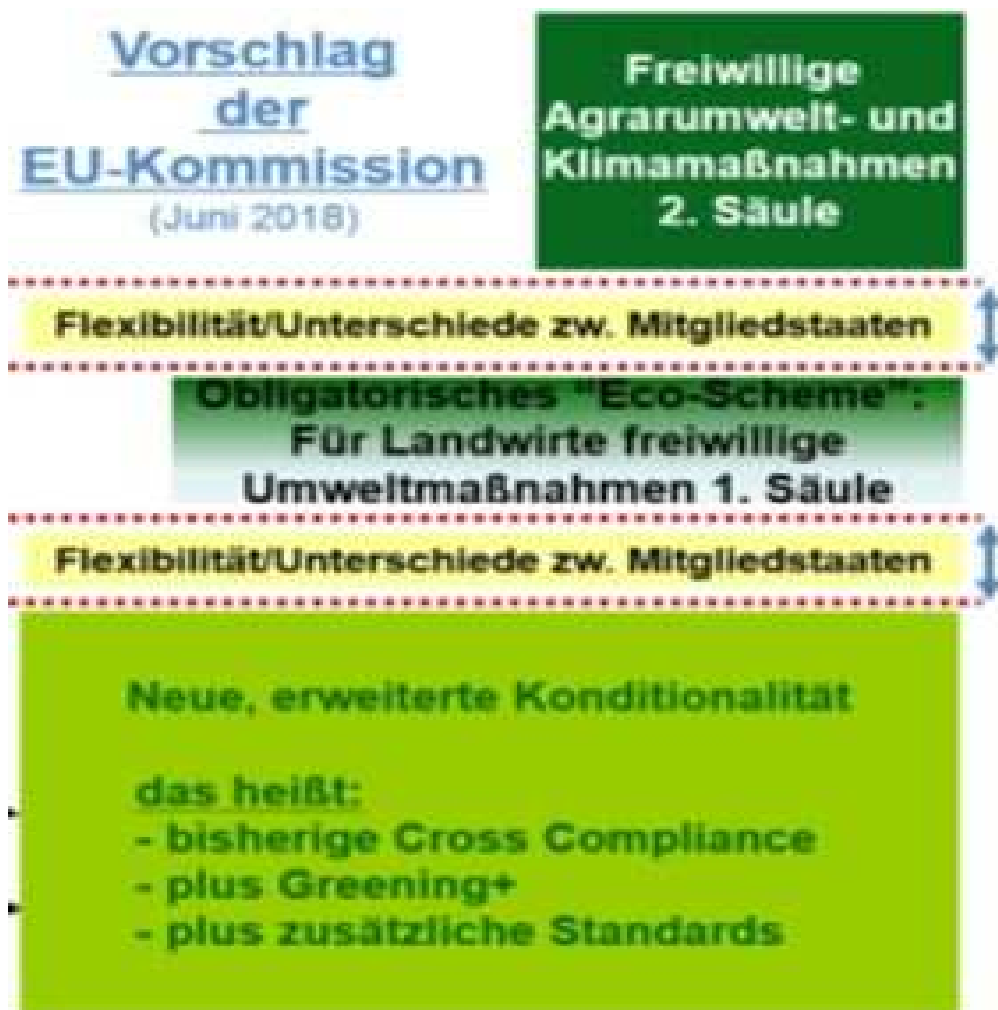 Vorschlag
der
EU-Kommission
(Juni 2018)
Freiwillige
Agrarumwelt- und
Klimamaßnahmen
2. Säule
Flexibilität/Unterschiede zw. Mitgliedstaaten
Obligatorisches "Eco-Scheme":
Für Landwirte freiwillige
Umweltmaßnahmen 1. Säule
Flexibilität/Unterschiede zw. Mitgliedstaaten
Neue, erweiterte Konditionalität
das heißt:
- bisherige Cross Compliance
- plus Greening+
- plus zusätzliche Standards